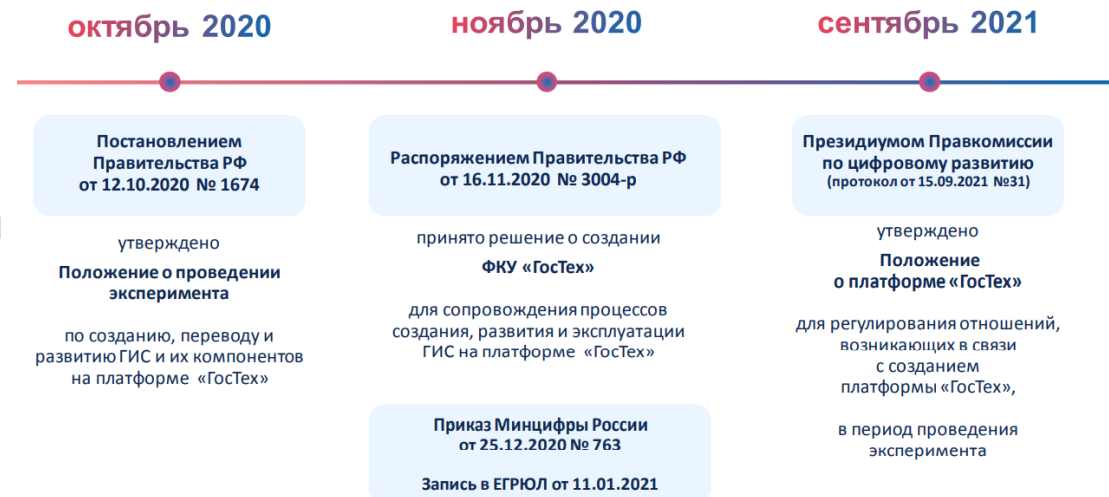 октябрь 2020
ноябрь 2020
сентябрь 2021
Постановлением
Правительства РФ
от 12.10.2020 № 1674
утверждено
Положение о проведении
эксперимента
по созданию, переводу и
развитию ГИС и их компонентов
на платформе «ГосТех»
Распоряжением Правительства РФ
от 16.11.2020 № 3004-р
принято решение о создании
ФКУ «ГосТех»
для сопровождения процессов
создания, развития и эксплуатации
ГИС на платформе «ГосТех»
Приказ Минцифры России
от 25.12.2020 № 763
Запись в ЕГРЮЛ от 11.01.2021
Президиумом Правкомиссии
по цифровому развитию
(протокол от 15.09.2021 №31)
утверждено
Положение
о платформе «ГосТех»
для регулирования отношений,
возникающих в связи
с созданием
платформы «ГосТех»,
в период проведения
эксперимента